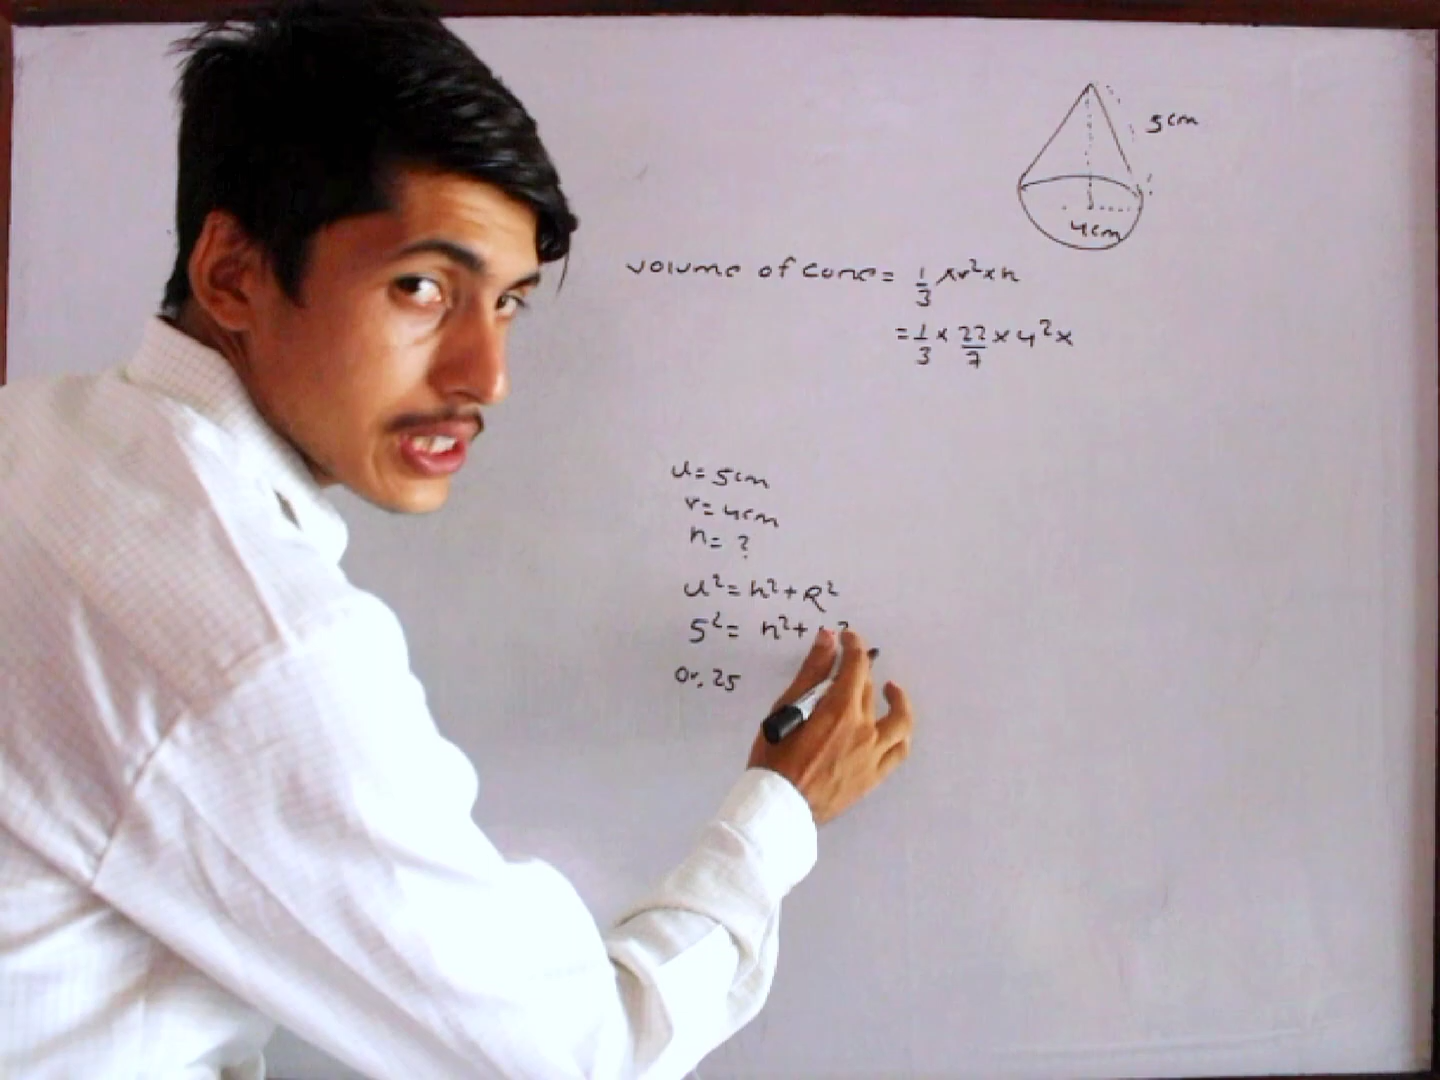 5cm
4cm
volume of cone = 1/3 πr² × h
= 1/3 × 22/7 × 4² ×
u = 5cm
r = 4cm
h = ?
u² = h² + R²
5² = h² +
Or, 25